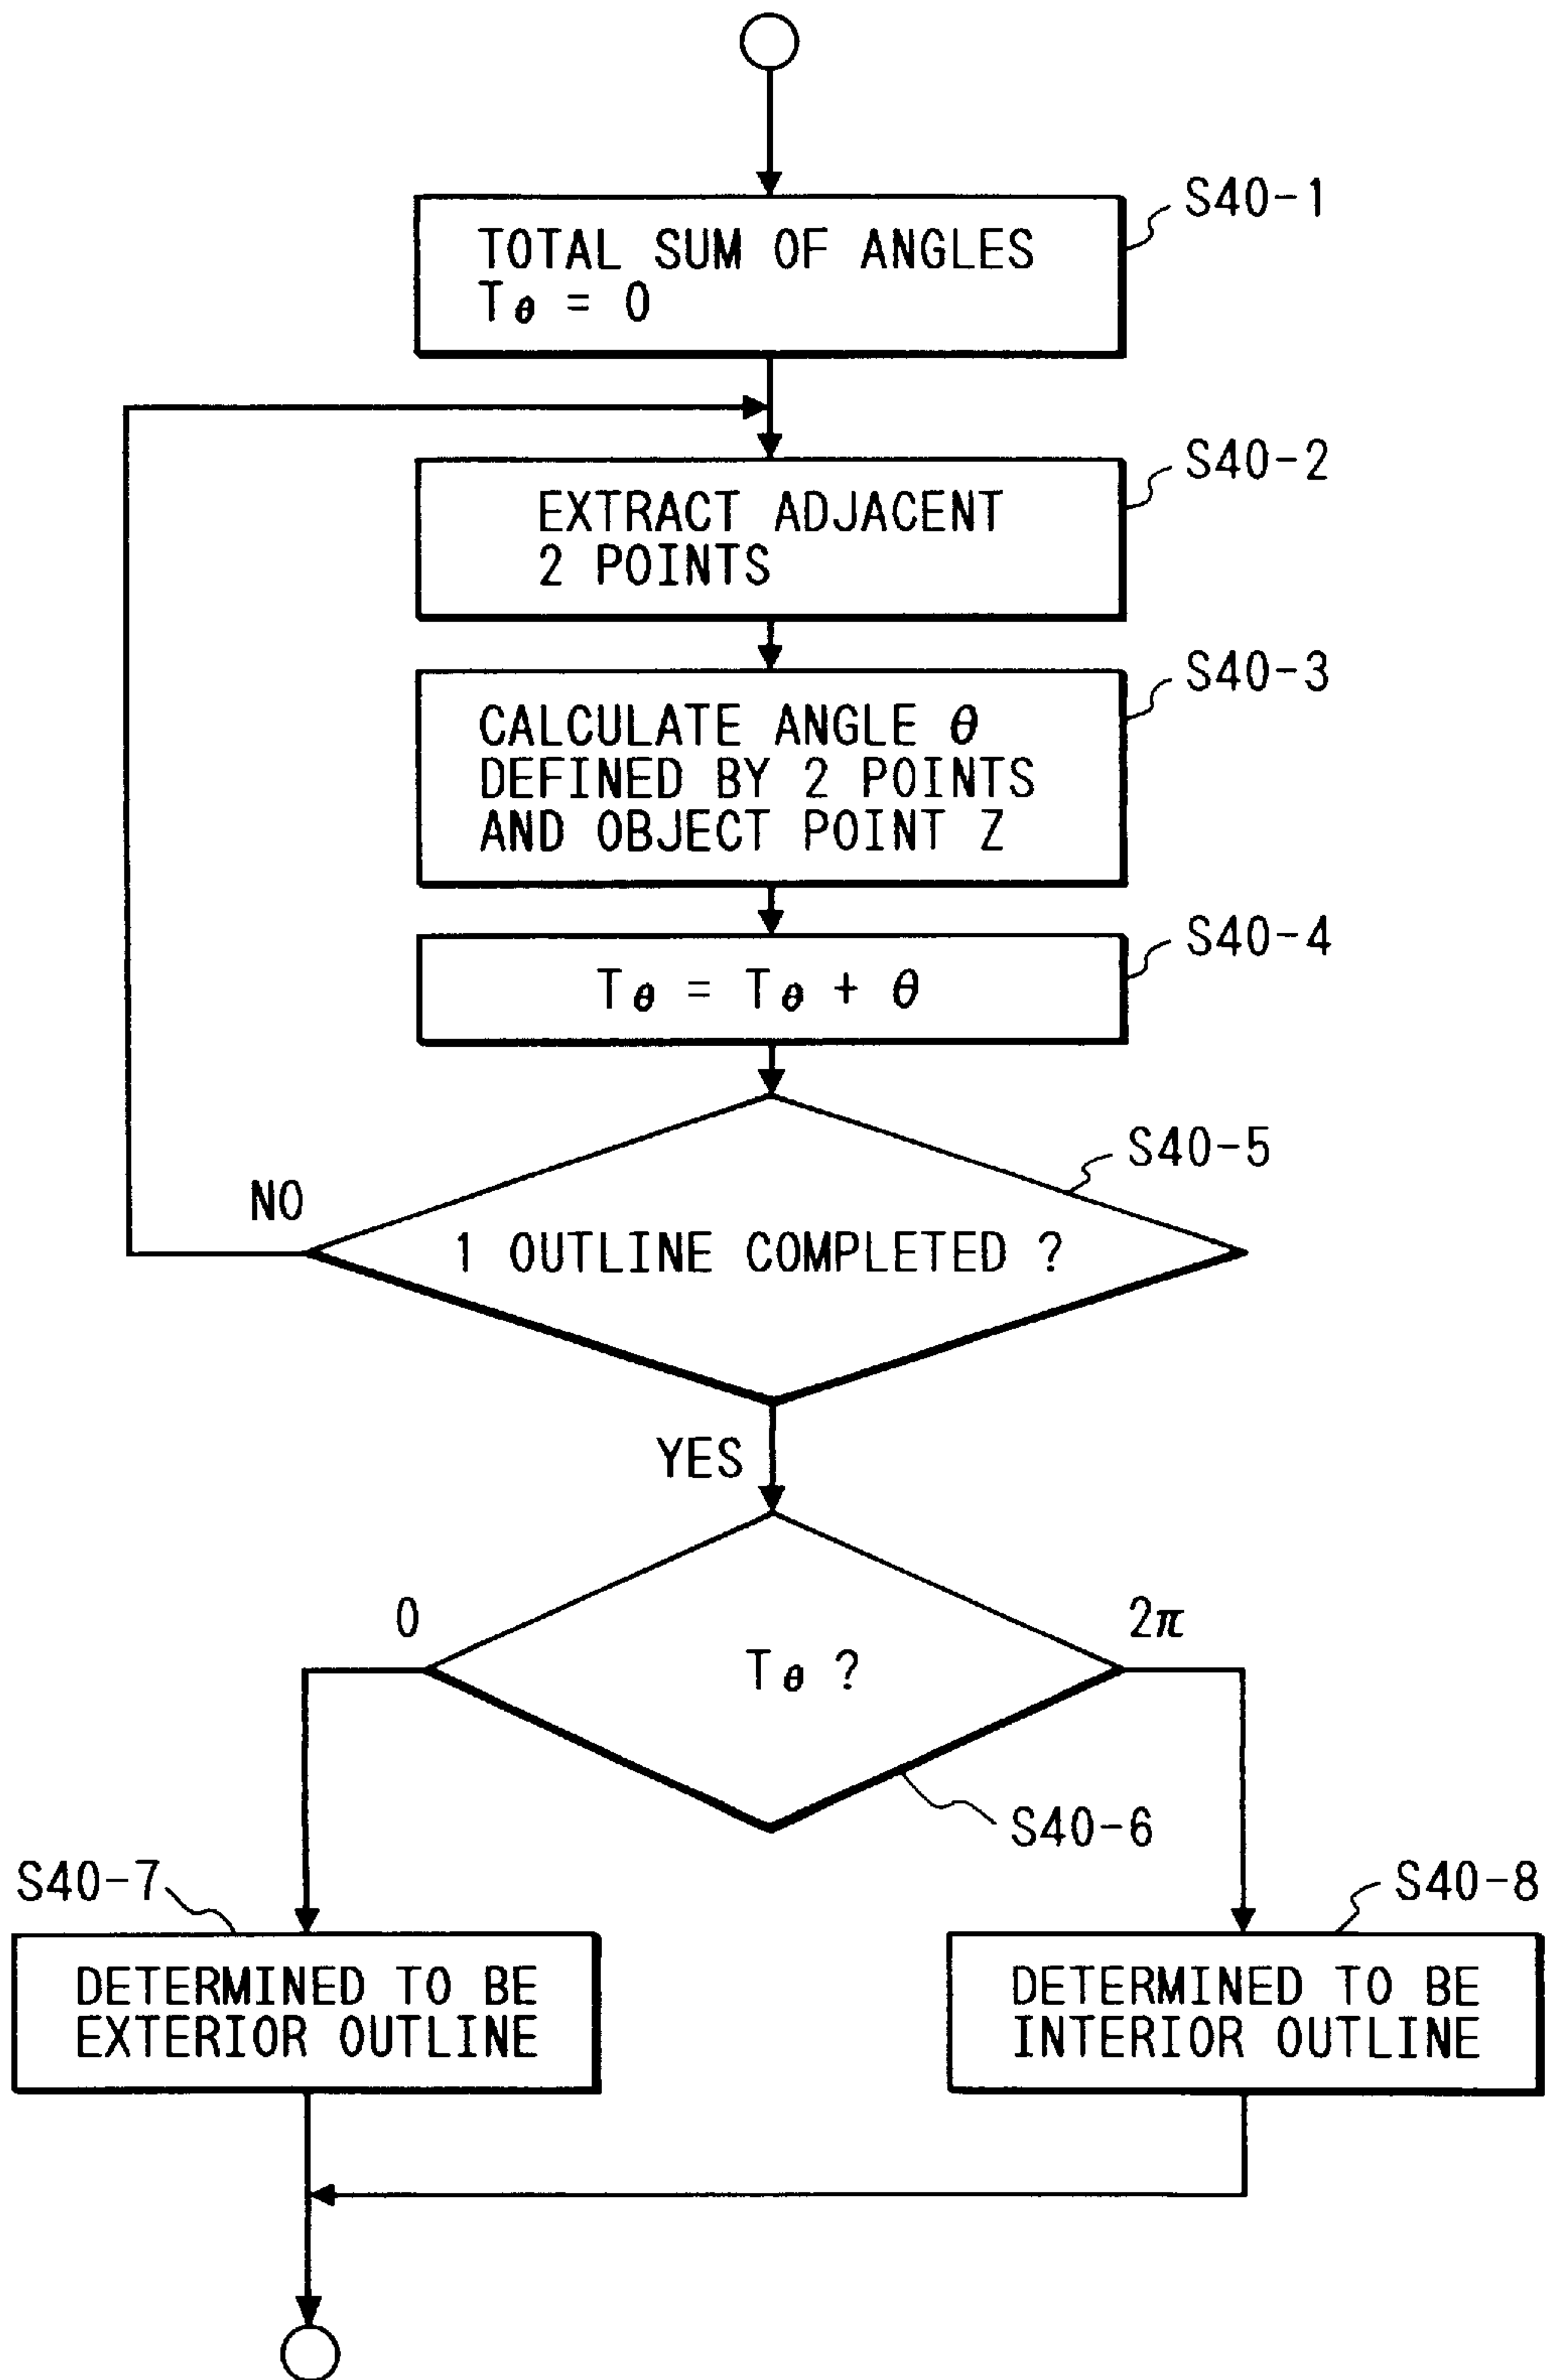 S40-1
TOTAL SUM OF ANGLES
Tθ = 0
S40-2
EXTRACT ADJACENT
2 POINTS
S40-3
CALCULATE ANGLE θ
DEFINED BY 2 POINTS
AND OBJECT POINT Z
S40-4
Tθ = Tθ + θ
S40-5
NO
1 OUTLINE COMPLETED ?
YES
0
2π
Tθ ?
S40-6
S40-7
S40-8
DETERMINED TO BE
EXTERIOR OUTLINE
DETERMINED TO BE
INTERIOR OUTLINE